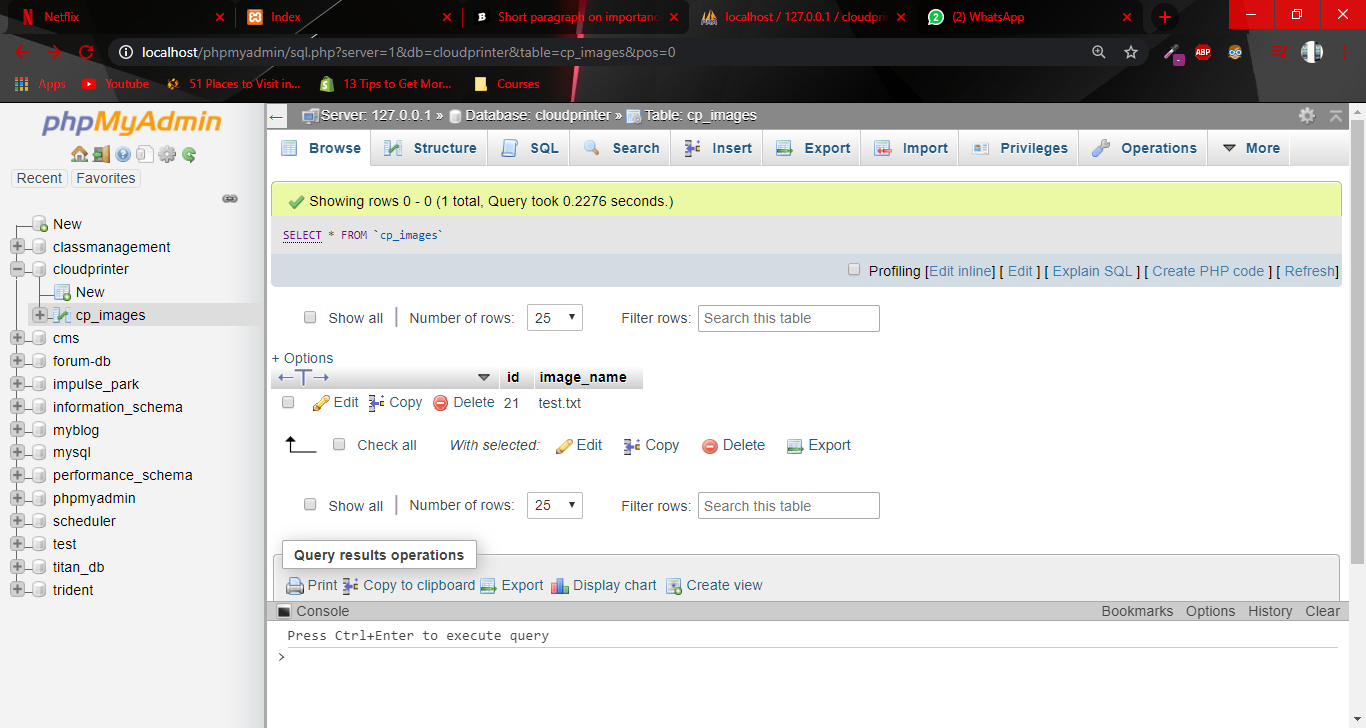 Netflix
Index
Short paragraph on importanc
localhost / 127.0.0.1 / cloudprin
(2) WhatsApp
localhost/phpmyadmin/sql.php?server=1&db=cloudprinter&table=cp_images&pos=0
ABP
Apps
Youtube
51 Places to Visit in...
13 Tips to Get Mor...
Courses
phpMyAdmin
Recent
Favorites
New
classmanagement
cloudprinter
New
cp_images
cms
forum-db
impulse_park
information_schema
myblog
mysql
performance_schema
phpmyadmin
scheduler
test
titan_db
trident
Server: 127.0.0.1 » Database: cloudprinter » Table: cp_images
Browse Structure SQL Search Insert Export Import Privileges Operations More
Showing rows 0 - 0 (1 total, Query took 0.2276 seconds.)
SELECT * FROM `cp_images`
Profiling [Edit inline] [ Edit ] [ Explain SQL ] [ Create PHP code ] [ Refresh]
Show all | Number of rows: 25 Filter rows: Search this table
+ Options
←T→ id image_name
Edit Copy Delete 21 test.txt
Check all With selected: Edit Copy Delete Export
Show all | Number of rows: 25 Filter rows: Search this table
Query results operations
Print Copy to clipboard Export Display chart Create view
Console Bookmarks Options History Clear
Press Ctrl+Enter to execute query
>